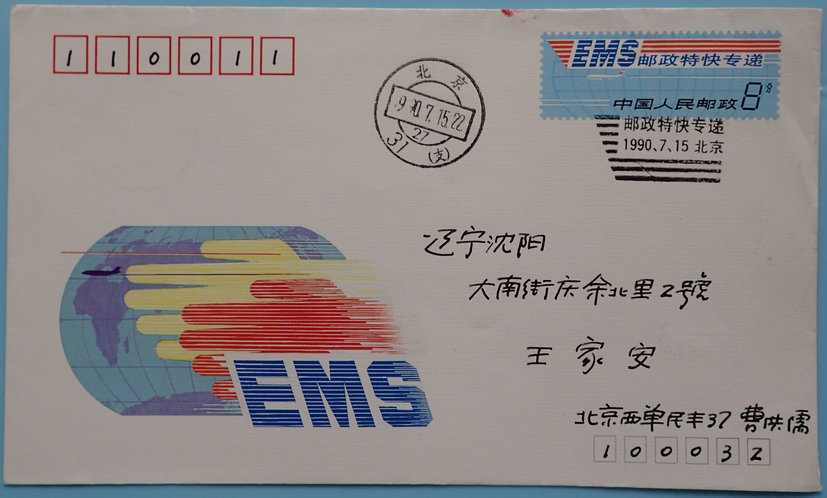 110011
EMS 邮政特快专递
中国人民邮政 8分
邮政特快专递
1990.7.15 北京
北京
1990.7.15.22
27
31(支)
辽宁沈阳
大南街庆余北里2號
王家安
EMS
北京西单民丰37 曹
100032